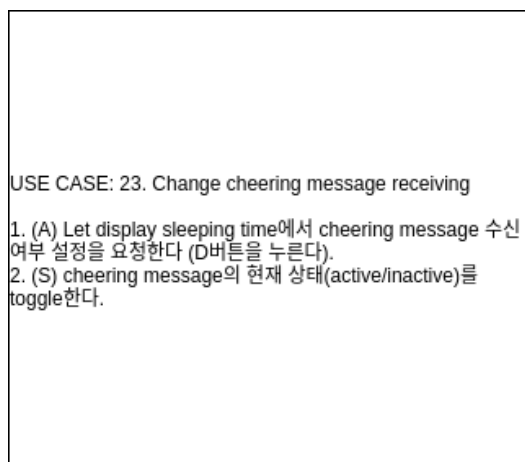 USE CASE: 23. Change cheering message receiving
1. (A) Let display sleeping time에서 cheering message 수신
여부 설정을 요청한다 (D버튼을 누른다).
2. (S) cheering message의 현재 상태(active/inactive)를
toggle한다.